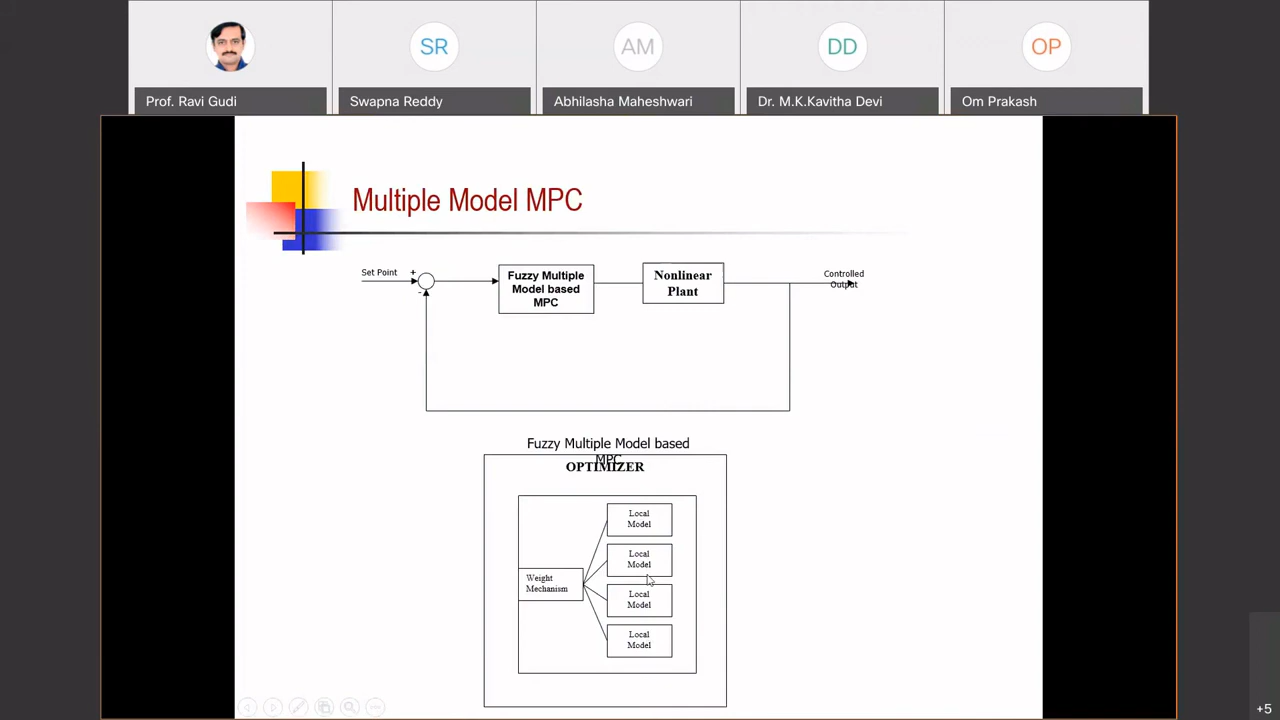 SR
AM
DD
OP
Prof. Ravi Gudi
Swapna Reddy
Abhilasha Maheshwari
Dr. M.K.Kavitha Devi
Om Prakash
Multiple Model MPC
Set Point
+
-
Fuzzy Multiple
Model based
MPC
Nonlinear
Plant
Controlled
Output
Fuzzy Multiple Model based
MPC
OPTIMIZER
Weight
Mechanism
Local
Model
Local
Model
Local
Model
Local
Model
+5